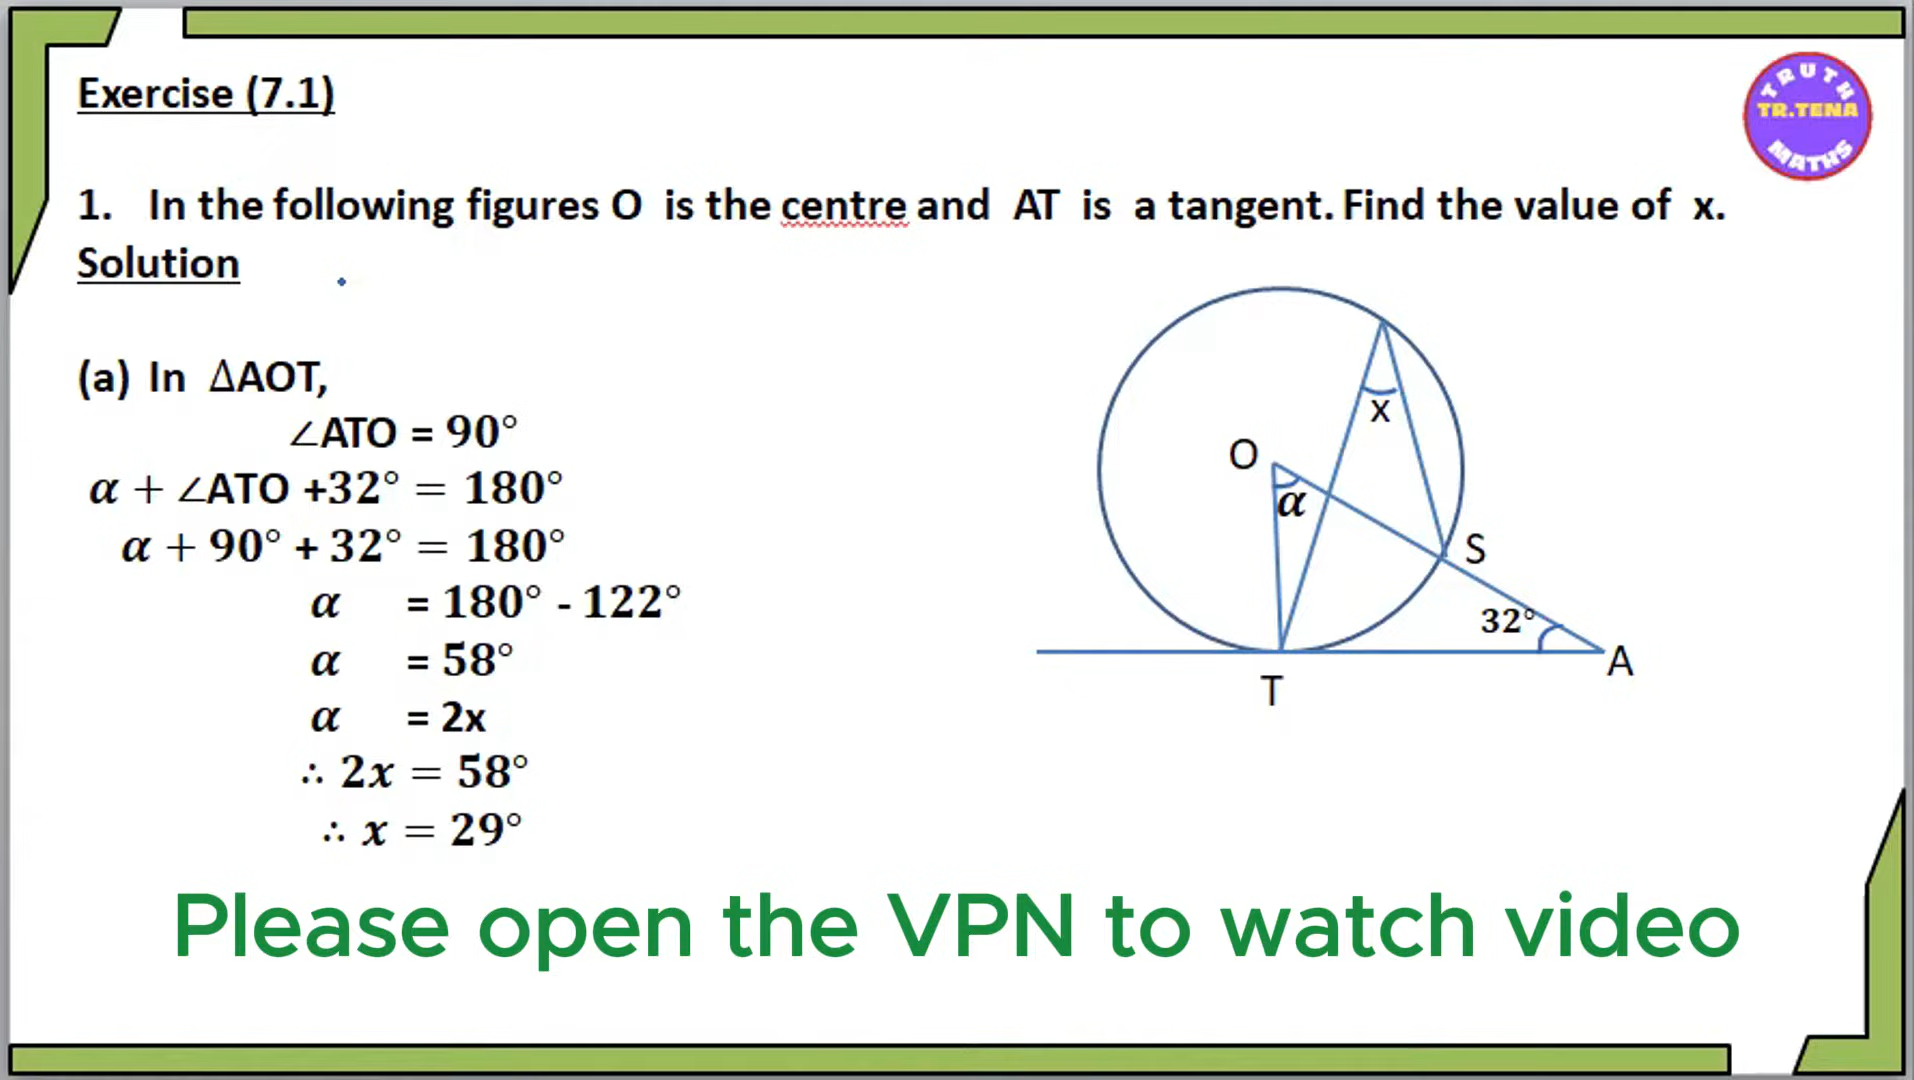 Exercise (7.1)
TRUTH
TR.TENA
MATHS
1. In the following figures O is the centre and AT is a tangent. Find the value of x.
Solution
(a) In ΔAOT,
∠ATO = 90°
α + ∠ATO +32° = 180°
α + 90° + 32° = 180°
α = 180° - 122°
α = 58°
α = 2x
∴ 2x = 58°
∴ x = 29°
x
O
α
S
32°
A
T
Please open the VPN to watch video